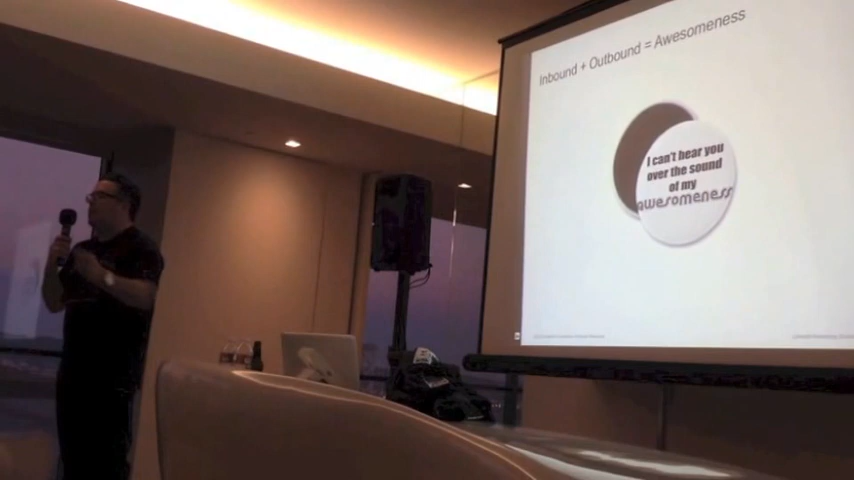 Inbound + Outbound = Awesomeness
I can't hear you
over the sound
of my
awesomeness